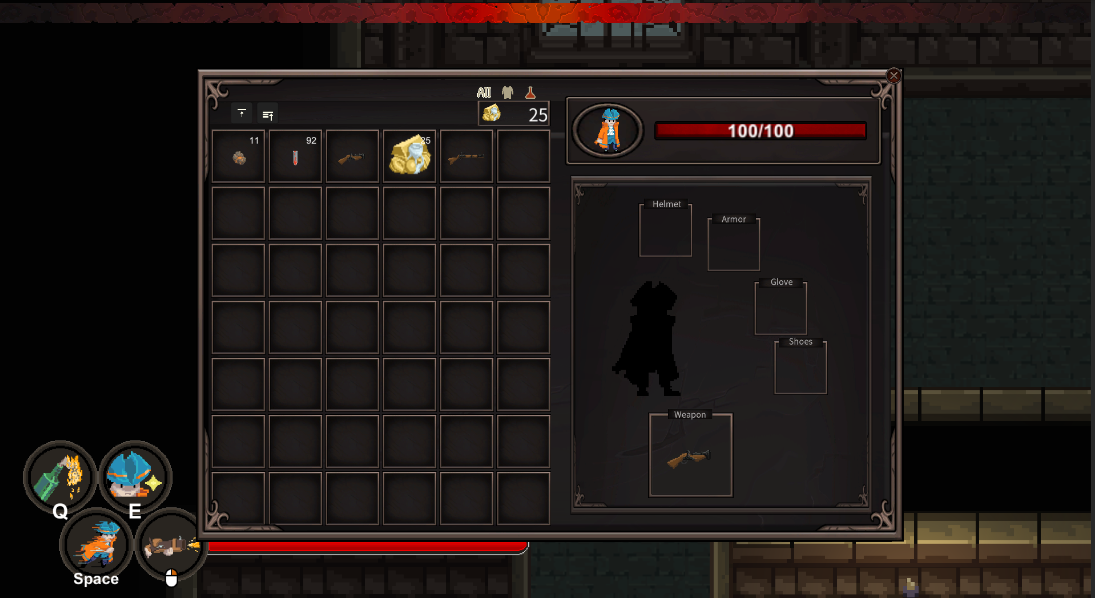 All
25
100/100
11
92
25
Helmet
Armor
Glove
Shoes
Weapon
Q
E
Space